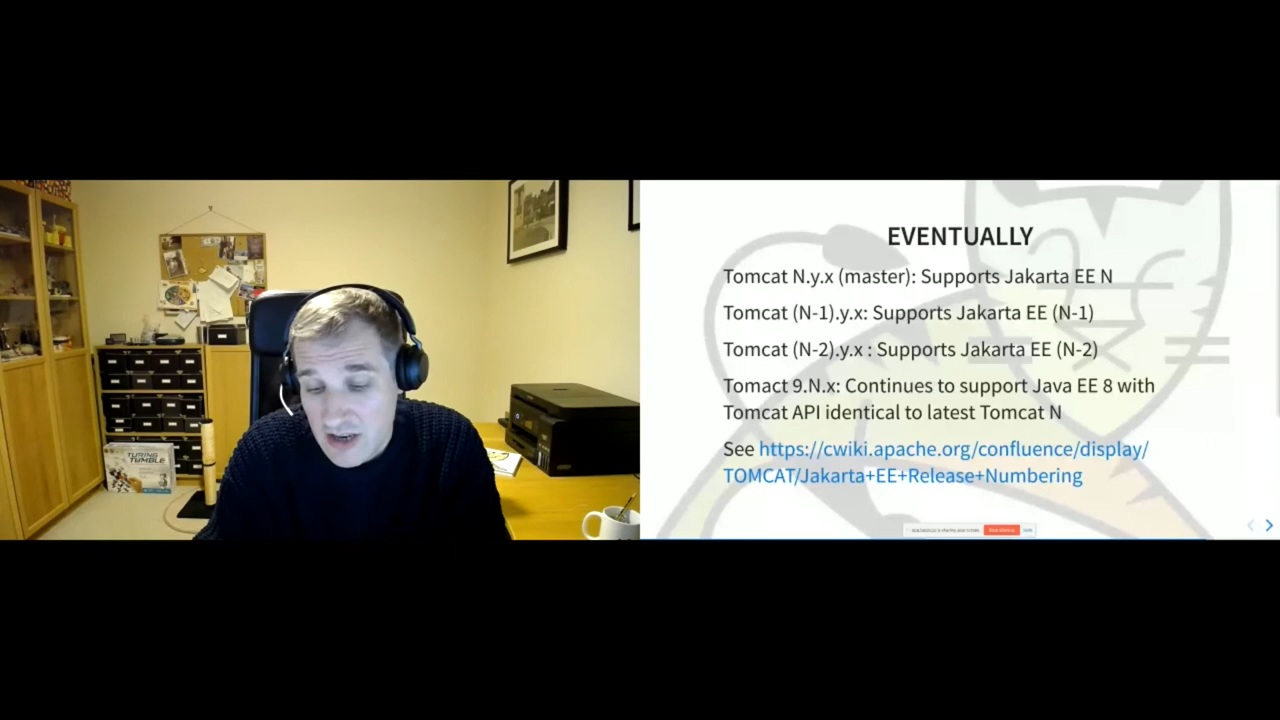 TURING
TUMBLE
EVENTUALLY
Tomcat N.y.x (master): Supports Jakarta EE N
Tomcat (N-1).y.x: Supports Jakarta EE (N-1)
Tomcat (N-2).y.x : Supports Jakarta EE (N-2)
Tomact 9.N.x: Continues to support Java EE 8 with
Tomcat API identical to latest Tomcat N
See https://cwiki.apache.org/confluence/display/
TOMCAT/Jakarta+EE+Release+Numbering